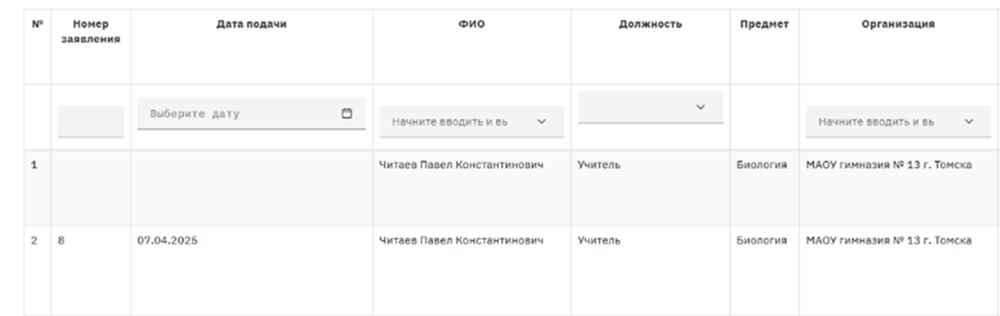 № Номер заявления Дата подачи ФИО Должность Предмет Организация
Выберите дату Начните вводить и вь Начните вводить и вь
1 Читаев Павел Константинович Учитель Биология МАОУ гимназия № 13 г. Томска
2 8 07.04.2025 Читаев Павел Константинович Учитель Биология МАОУ гимназия № 13 г. Томска